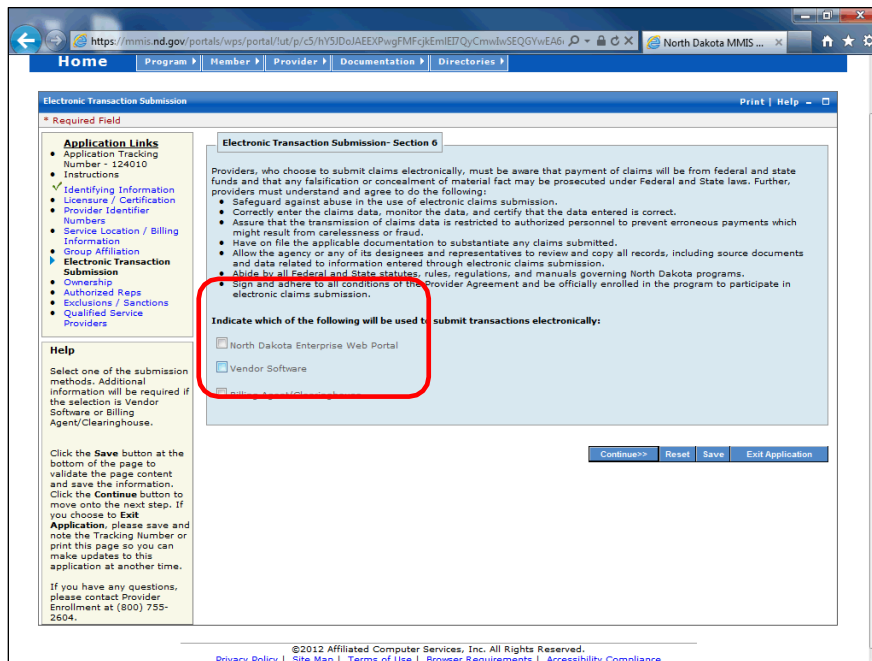 https://mmis.nd.gov/portals/wps/portal/lut/p/c5/
North Dakota MMIS ...
Home Program Member Provider Documentation Directories
Electronic Transaction Submission Print | Help
* Required Field
Application Links
Application Tracking
Number - 124010
Instructions
Identifying Information
Licensure / Certification
Provider Identifier
Numbers
Service Location / Billing
Information
Group Affiliation
Electronic Transaction
Submission
Ownership
Authorized Reps
Exclusions / Sanctions
Qualified Service
Providers
Help
Select one of the submission
methods. Additional
information will be required if
the selection is Vendor
Software or Billing
Agent/Clearinghouse.
Click the Save button at the
bottom of the page to
validate the page content
and save the information.
Click the Continue button to
move onto the next step. If
you choose to Exit
Application, please save and
note the Tracking Number or
print this page so you can
make updates to this
application at another time.
If you have any questions,
please contact Provider
Enrollment at (800) 755-
2604.
Electronic Transaction Submission- Section 6
Providers, who choose to submit claims electronically, must be aware that payment of claims will be from federal and state
funds and that any falsification or concealment of material fact may be prosecuted under Federal and State laws. Further,
providers must understand and agree to do the following:
Safeguard against abuse in the use of electronic claims submission.
Correctly enter the claims data, monitor the data, and certify that the data entered is correct.
Assure that the transmission of claims data is restricted to authorized personnel to prevent erroneous payments which
might result from carelessness or fraud.
Have on file the applicable documentation to substantiate any claims submitted.
Allow the agency or any of its designees and representatives to review and copy all records, including source documents
and data related to information entered through electronic claims submission.
Abide by all Federal and State statutes, rules, regulations, and manuals governing North Dakota programs.
Sign and adhere to all conditions of the Provider Agreement and be officially enrolled in the program to participate in
electronic claims submission.
Indicate which of the following will be used to submit transactions electronically:
North Dakota Enterprise Web Portal
Vendor Software
Billing Agent/Clearinghouse
Continue>> Reset Save Exit Application
©2012 Affiliated Computer Services, Inc. All Rights Reserved.
Privacy Policy | Site Map | Terms of Use | Browser Requirements | Accessibility Compliance